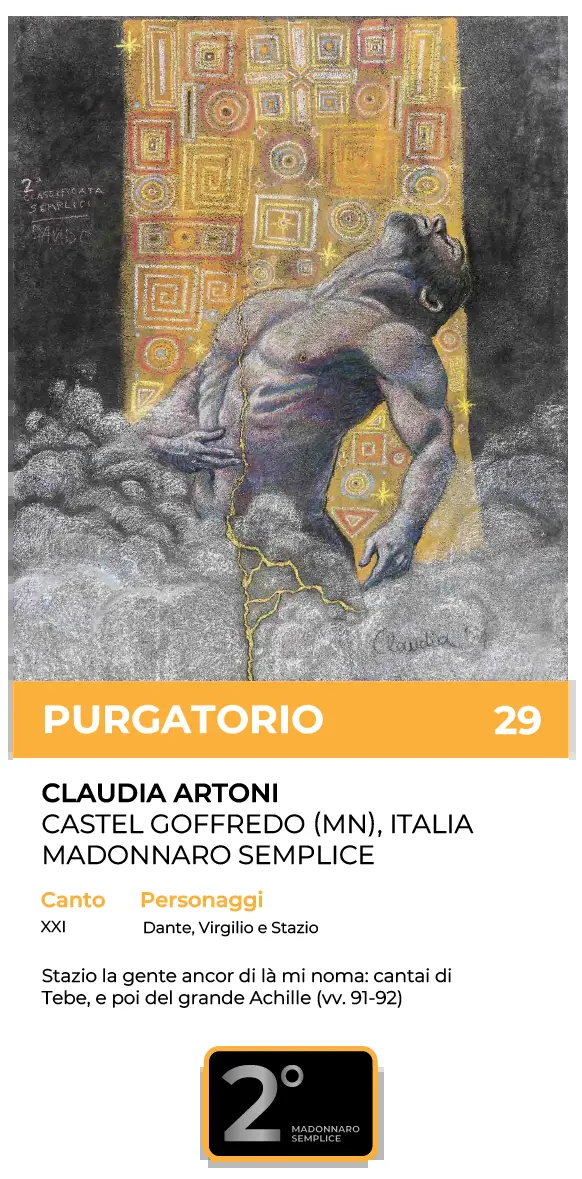 2ª
CLASSIFICATA
SEMPLICI
Claudia
PURGATORIO 29
CLAUDIA ARTONI
CASTEL GOFFREDO (MN), ITALIA
MADONNARO SEMPLICE
Canto Personaggi
XXI Dante, Virgilio e Stazio
Stazio la gente ancor di là mi noma: cantai di
Tebe, e poi del grande Achille (vv. 91-92)
2°
MADONNARO
SEMPLICE